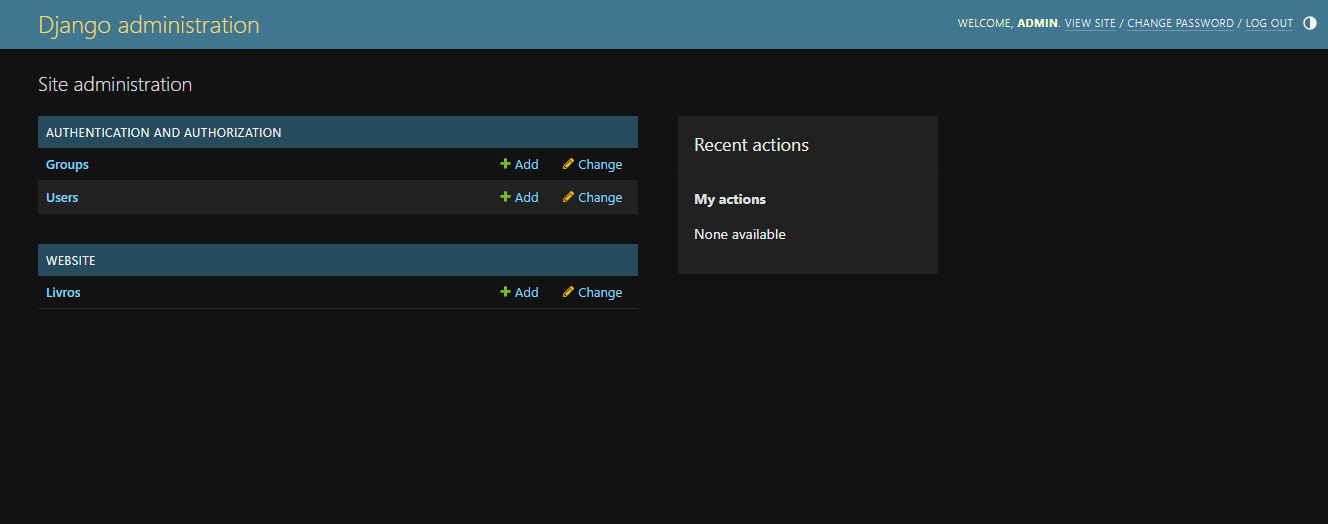 Django administration
WELCOME, ADMIN. VIEW SITE / CHANGE PASSWORD / LOG OUT
Site administration
AUTHENTICATION AND AUTHORIZATION
Groups Add Change
Users Add Change
WEBSITE
Livros Add Change
Recent actions
My actions
None available